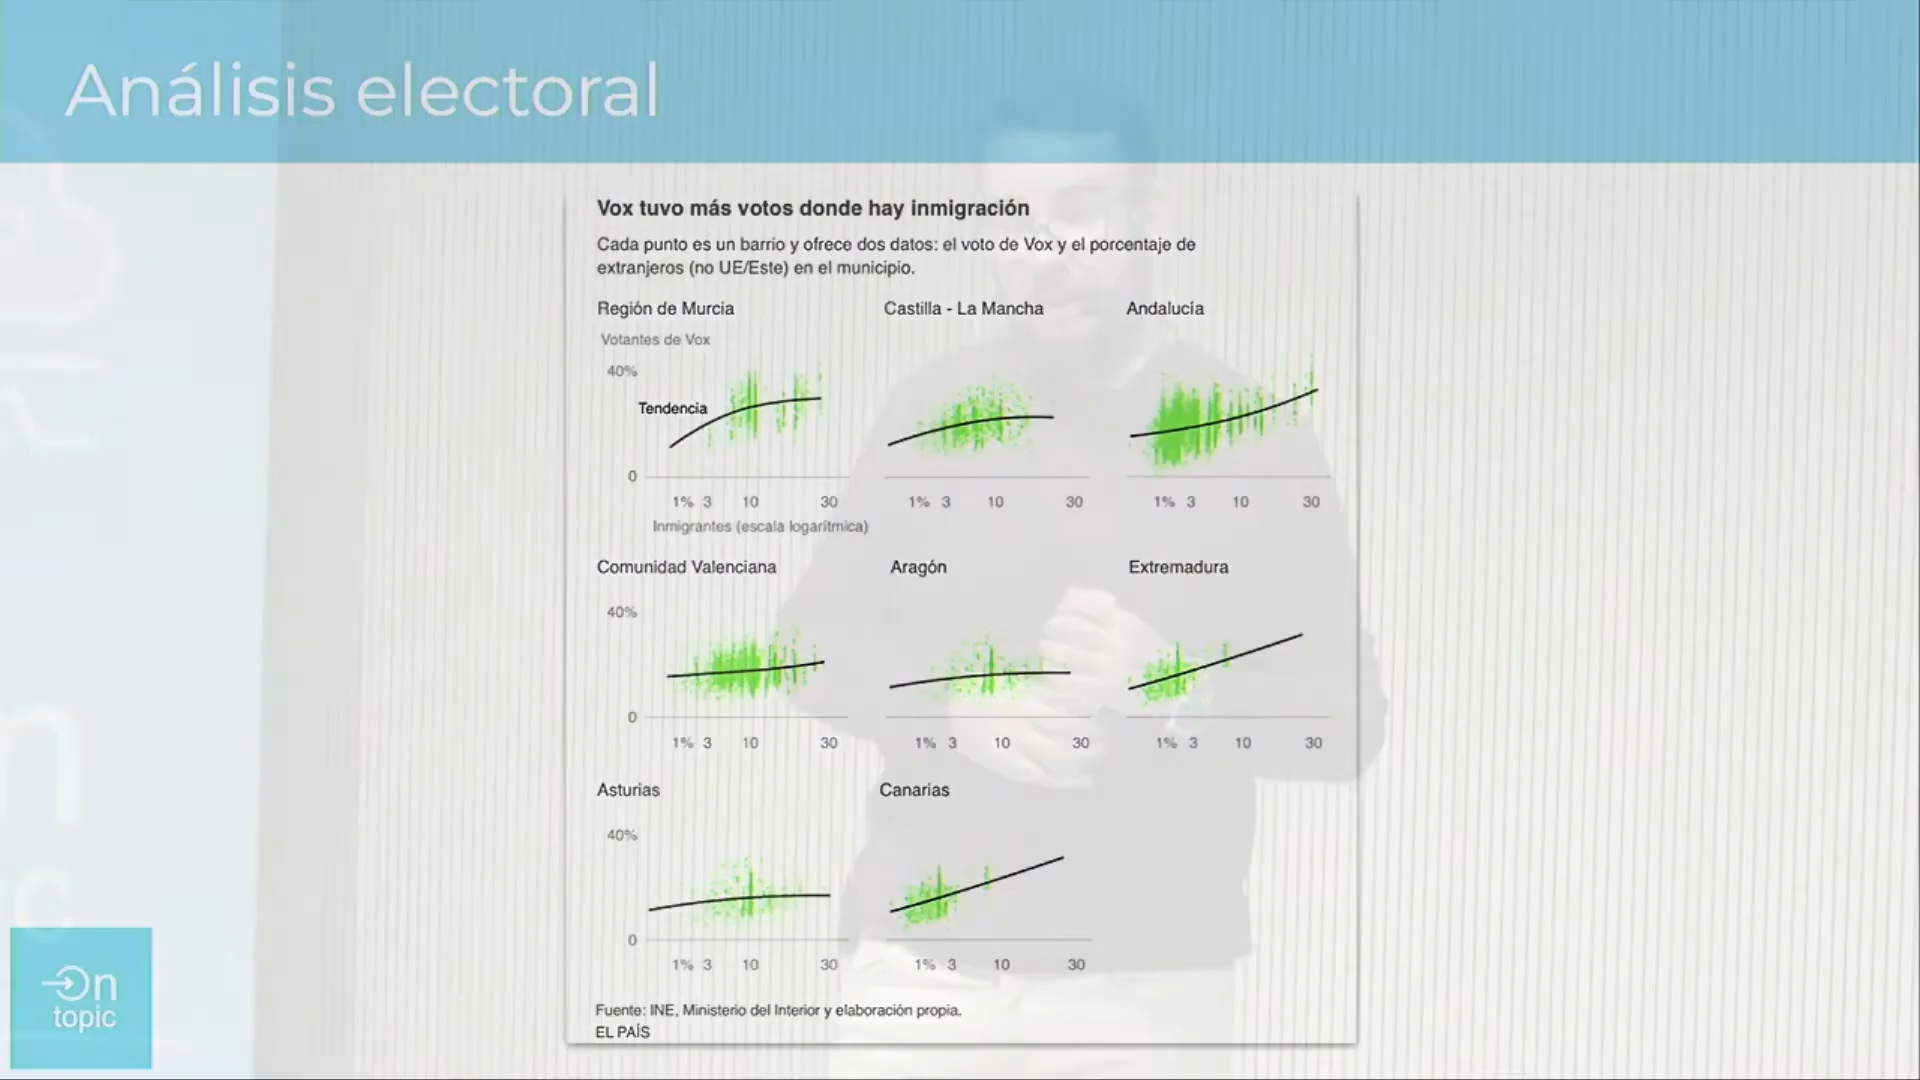 Análisis electoral
Vox tuvo más votos donde hay inmigración
Cada punto es un barrio y ofrece dos datos: el voto de Vox y el porcentaje de
extranjeros (no UE/Este) en el municipio.
Región de Murcia
Castilla - La Mancha
Andalucía
Votantes de Vox
40%
Tendencia
0
1% 3 10 30
1% 3 10 30
1% 3 10 30
Inmigrantes (escala logarítmica)
Comunidad Valenciana
Aragón
Extremadura
40%
0
1% 3 10 30
1% 3 10 30
1% 3 10 30
Asturias
Canarias
40%
0
1% 3 10 30
1% 3 10 30
Fuente: INE, Ministerio del Interior y elaboración propia.
EL PAÍS
On
topic